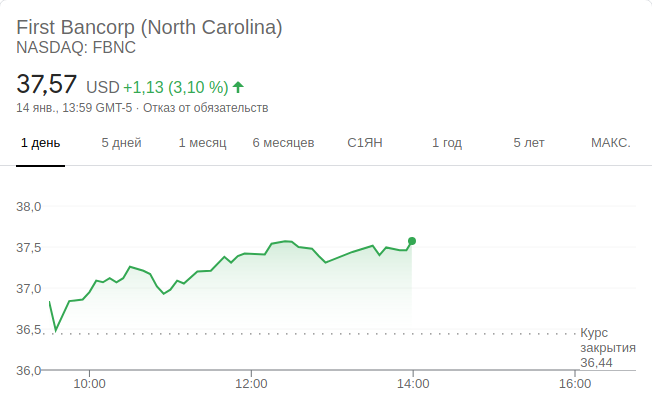 First Bancorp (North Carolina)
NASDAQ: FBNC
37,57 USD +1,13 (3,10 %)
14 янв., 13:59 GMT-5 · Отказ от обязательств
1 день 5 дней 1 месяц 6 месяцев С1ЯН 1 год 5 лет МАКС.
38,0
37,5
37,0
36,5
36,0
Курс
закрытия
36,44
10:00 12:00 14:00 16:00